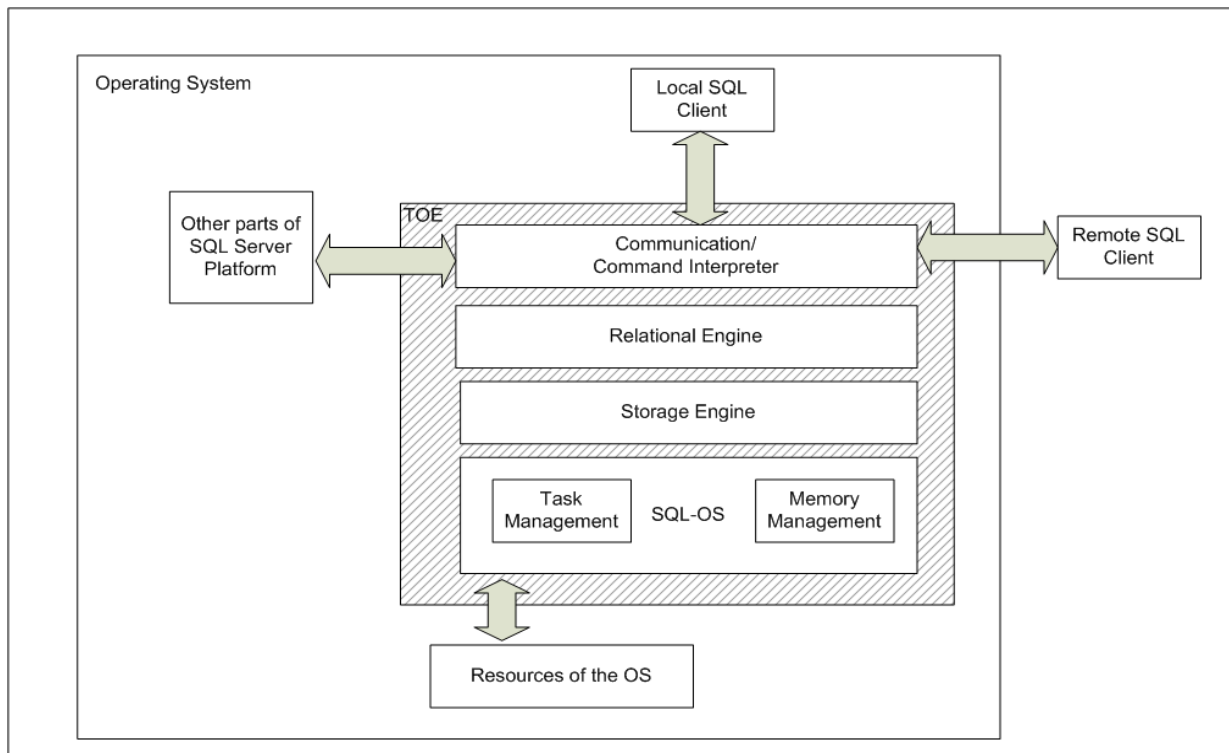 Operating System
Local SQL
Client
Other parts of
SQL Server
Platform
TOE
Communication/
Command Interpreter
Remote SQL
Client
Relational Engine
Storage Engine
Task
Management
SQL-OS
Memory
Management
Resources of the OS